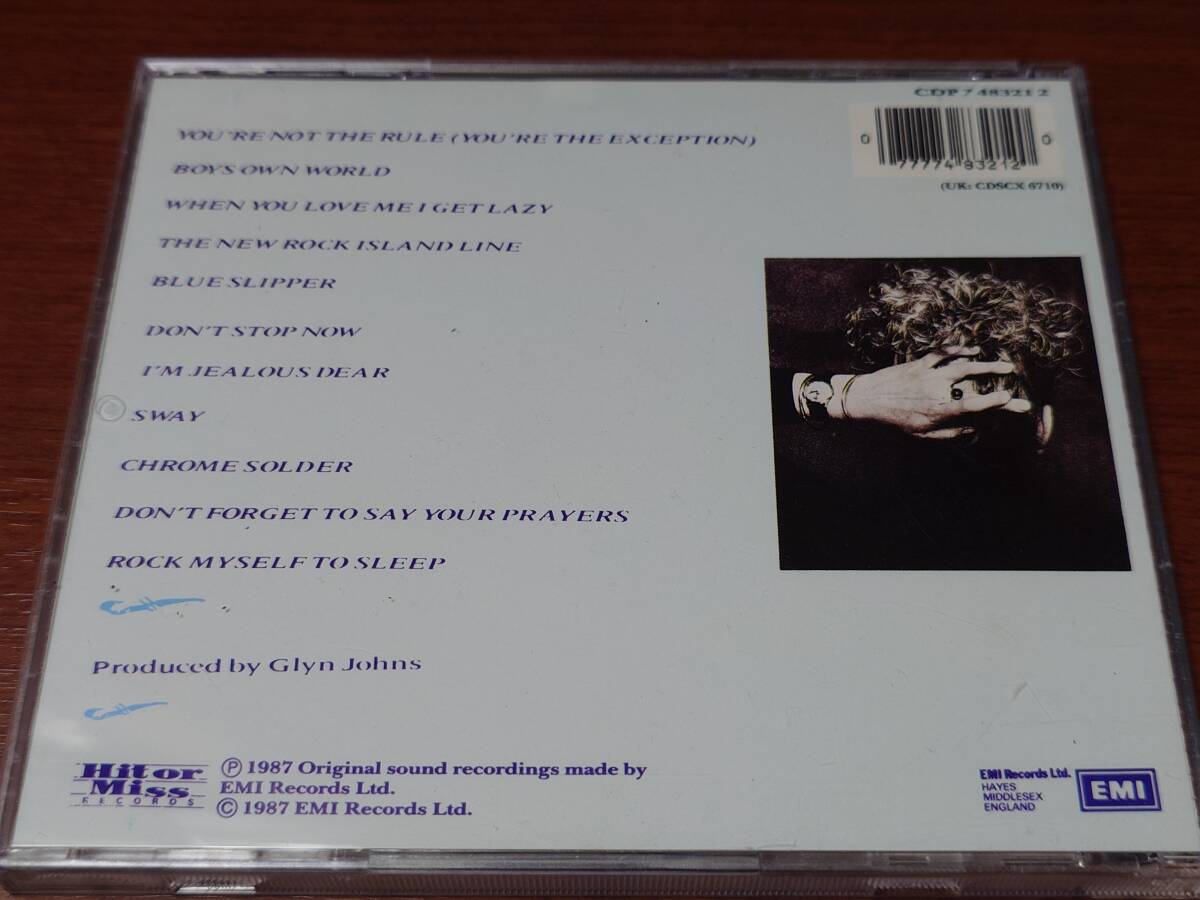 CDP 7 48321 2
0 77774 83212 0
(UK: CDSCX 6710)
YOU'RE NOT THE RULE (YOU'RE THE EXCEPTION)
BOYS OWN WORLD
WHEN YOU LOVE ME I GET LAZY
THE NEW ROCK ISLAND LINE
BLUE SLIPPER
DON'T STOP NOW
I'M JEALOUS DEAR
SWAY
CHROME SOLDER
DON'T FORGET TO SAY YOUR PRAYERS
ROCK MYSELF TO SLEEP
Produced by Glyn Johns
Hit or
Miss
RECORDS
℗ 1987 Original sound recordings made by
EMI Records Ltd.
© 1987 EMI Records Ltd.
EMI Records Ltd.
HAYES
MIDDLESEX
ENGLAND
EMI